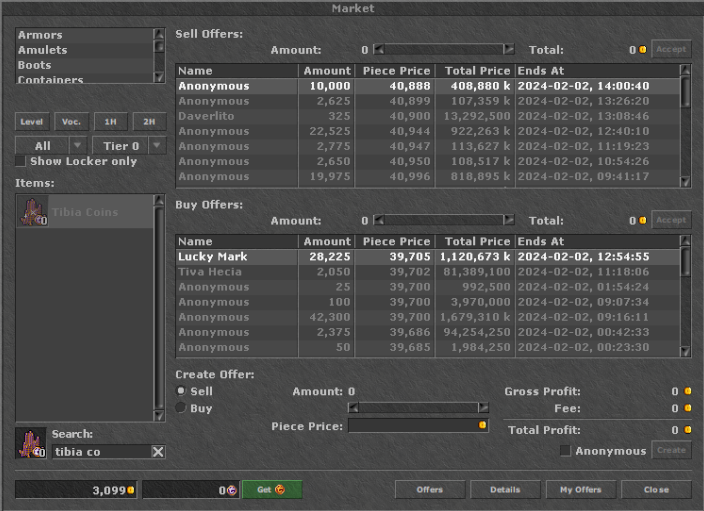 Market
Armors
Amulets
Boots
Containers
Level Voc. 1H 2H
All Tier 0
Show Locker only
Items:
0 Tibia Coins
Search:
0 tibia co
Sell Offers:
Amount: 0 Total: 0 Accept
Name Amount Piece Price Total Price Ends At
Anonymous 10,000 40,888 408,880 k 2024-02-02, 14:00:40
Anonymous 2,625 40,899 107,359 k 2024-02-02, 13:26:20
Daverlito 325 40,900 13,292,500 2024-02-02, 13:08:46
Anonymous 22,525 40,944 922,263 k 2024-02-02, 12:40:10
Anonymous 2,775 40,947 113,627 k 2024-02-02, 11:19:23
Anonymous 2,650 40,950 108,517 k 2024-02-02, 10:54:26
Anonymous 19,975 40,996 818,895 k 2024-02-02, 09:41:17
Buy Offers:
Amount: 0 Total: 0 Accept
Name Amount Piece Price Total Price Ends At
Lucky Mark 28,225 39,705 1,120,673 k 2024-02-02, 12:54:55
Tiva Hecia 2,050 39,702 81,389,100 2024-02-02, 11:18:06
Anonymous 25 39,700 992,500 2024-02-02, 01:54:24
Anonymous 100 39,700 3,970,000 2024-02-02, 09:07:34
Anonymous 42,300 39,700 1,679,310 k 2024-02-02, 09:16:11
Anonymous 2,375 39,686 94,254,250 2024-02-02, 00:42:33
Anonymous 50 39,685 1,984,250 2024-02-02, 00:23:30
Create Offer:
Sell Amount: 0 Gross Profit: 0
Buy Fee: 0
Piece Price: Total Profit: 0
Anonymous Create
3,099 0 Get Offers Details My Offers Close